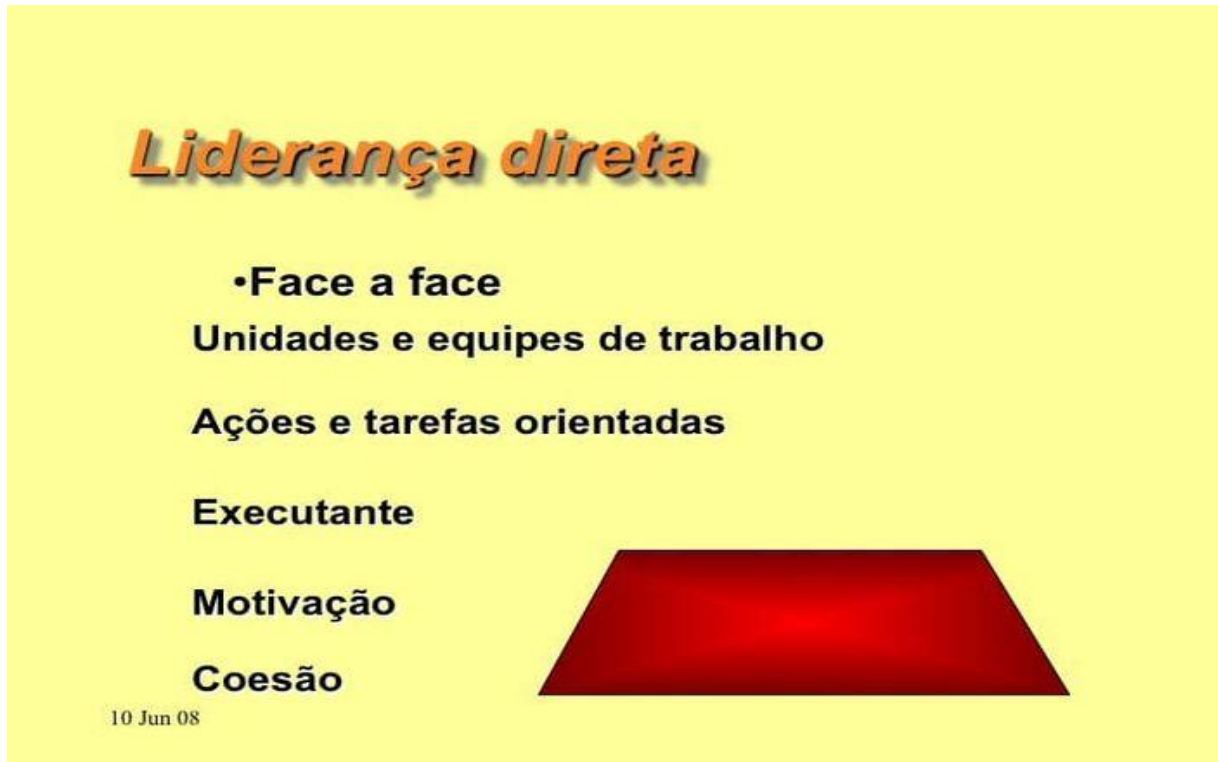 Liderança direta
•Face a face
Unidades e equipes de trabalho
Ações e tarefas orientadas
Executante
Motivação
Coesão
10 Jun 08